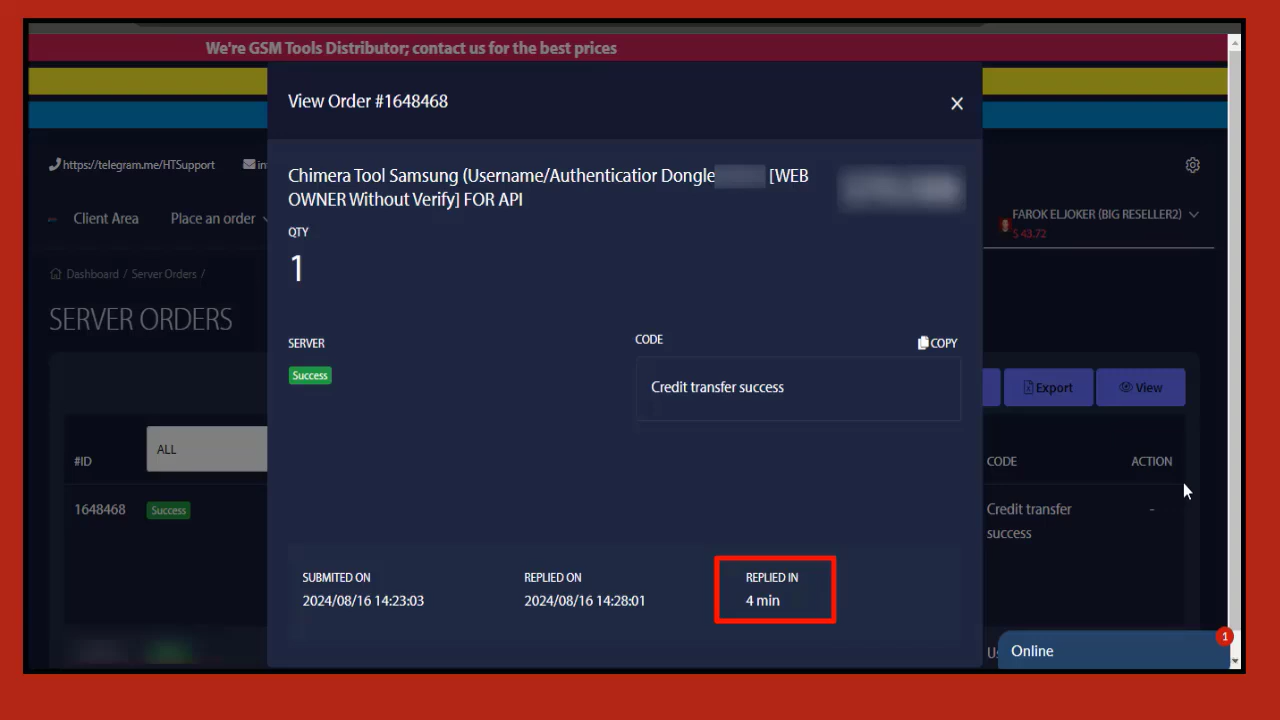 We're GSM Tools Distributor; contact us for the best prices
View Order #1648468
https://telegram.me/HTSupport
Chimera Tool Samsung (Username/Authenticatior Dongle [WEB
OWNER Without Verify] FOR API
Client Area Place an order
FAROK ELJOKER (BIG RESELLER2)
$ 43.72
QTY
1
Dashboard / Server Orders /
SERVER ORDERS
SERVER
CODE
COPY
Success
Credit transfer success
Export
View
ALL
#ID
CODE
ACTION
1648468
Success
Credit transfer
success
-
SUBMITED ON
2024/08/16 14:23:03
REPLIED ON
2024/08/16 14:28:01
REPLIED IN
4 min
Online
1